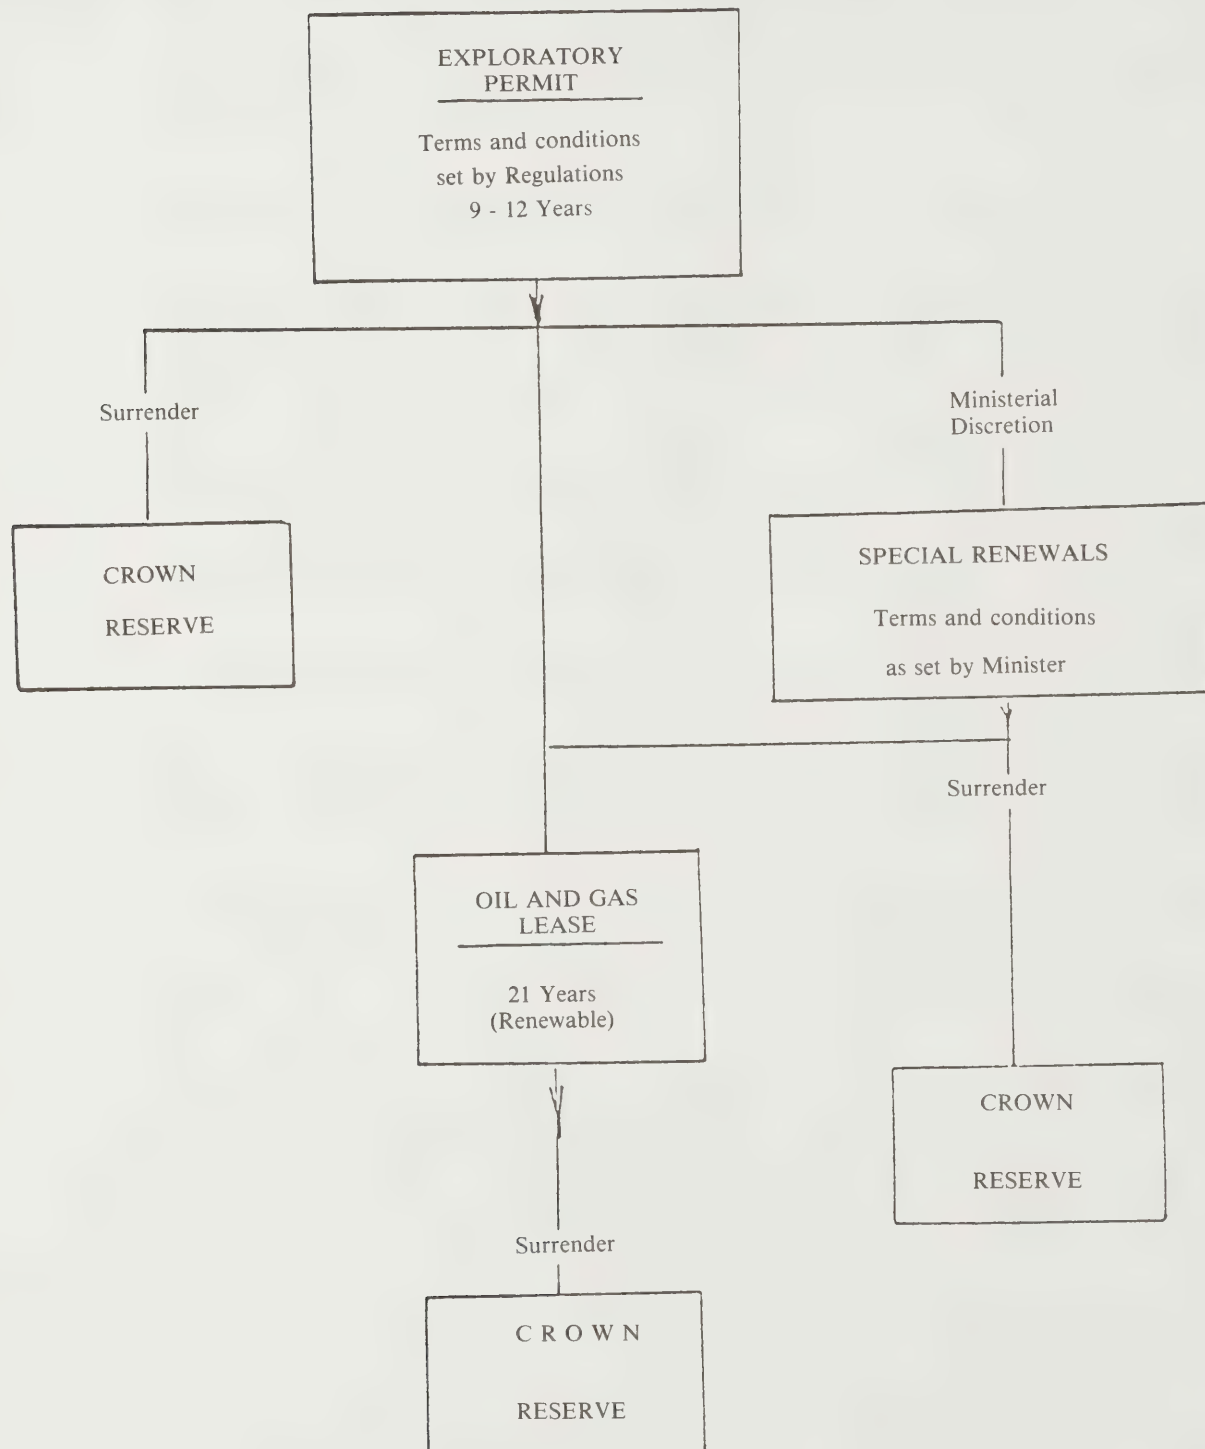 EXPLORATORY
PERMIT
Terms and conditions
set by Regulations
9 - 12 Years
Surrender
Ministerial
Discretion
CROWN
RESERVE
SPECIAL RENEWALS
Terms and conditions
as set by Minister
Surrender
OIL AND GAS
LEASE
21 Years
(Renewable)
CROWN
RESERVE
Surrender
C R O W N
RESERVE